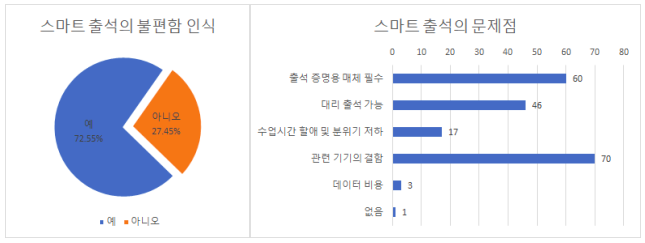 스마트 출석의 불편함 인식
예
72.55%
아니오
27.45%
예 아니오
스마트 출석의 문제점
0 10 20 30 40 50 60 70 80
출석 증명용 매체 필수 60
대리 출석 가능 46
수업시간 할애 및 분위기 저하 17
관련 기기의 결함 70
데이터 비용 3
없음 1